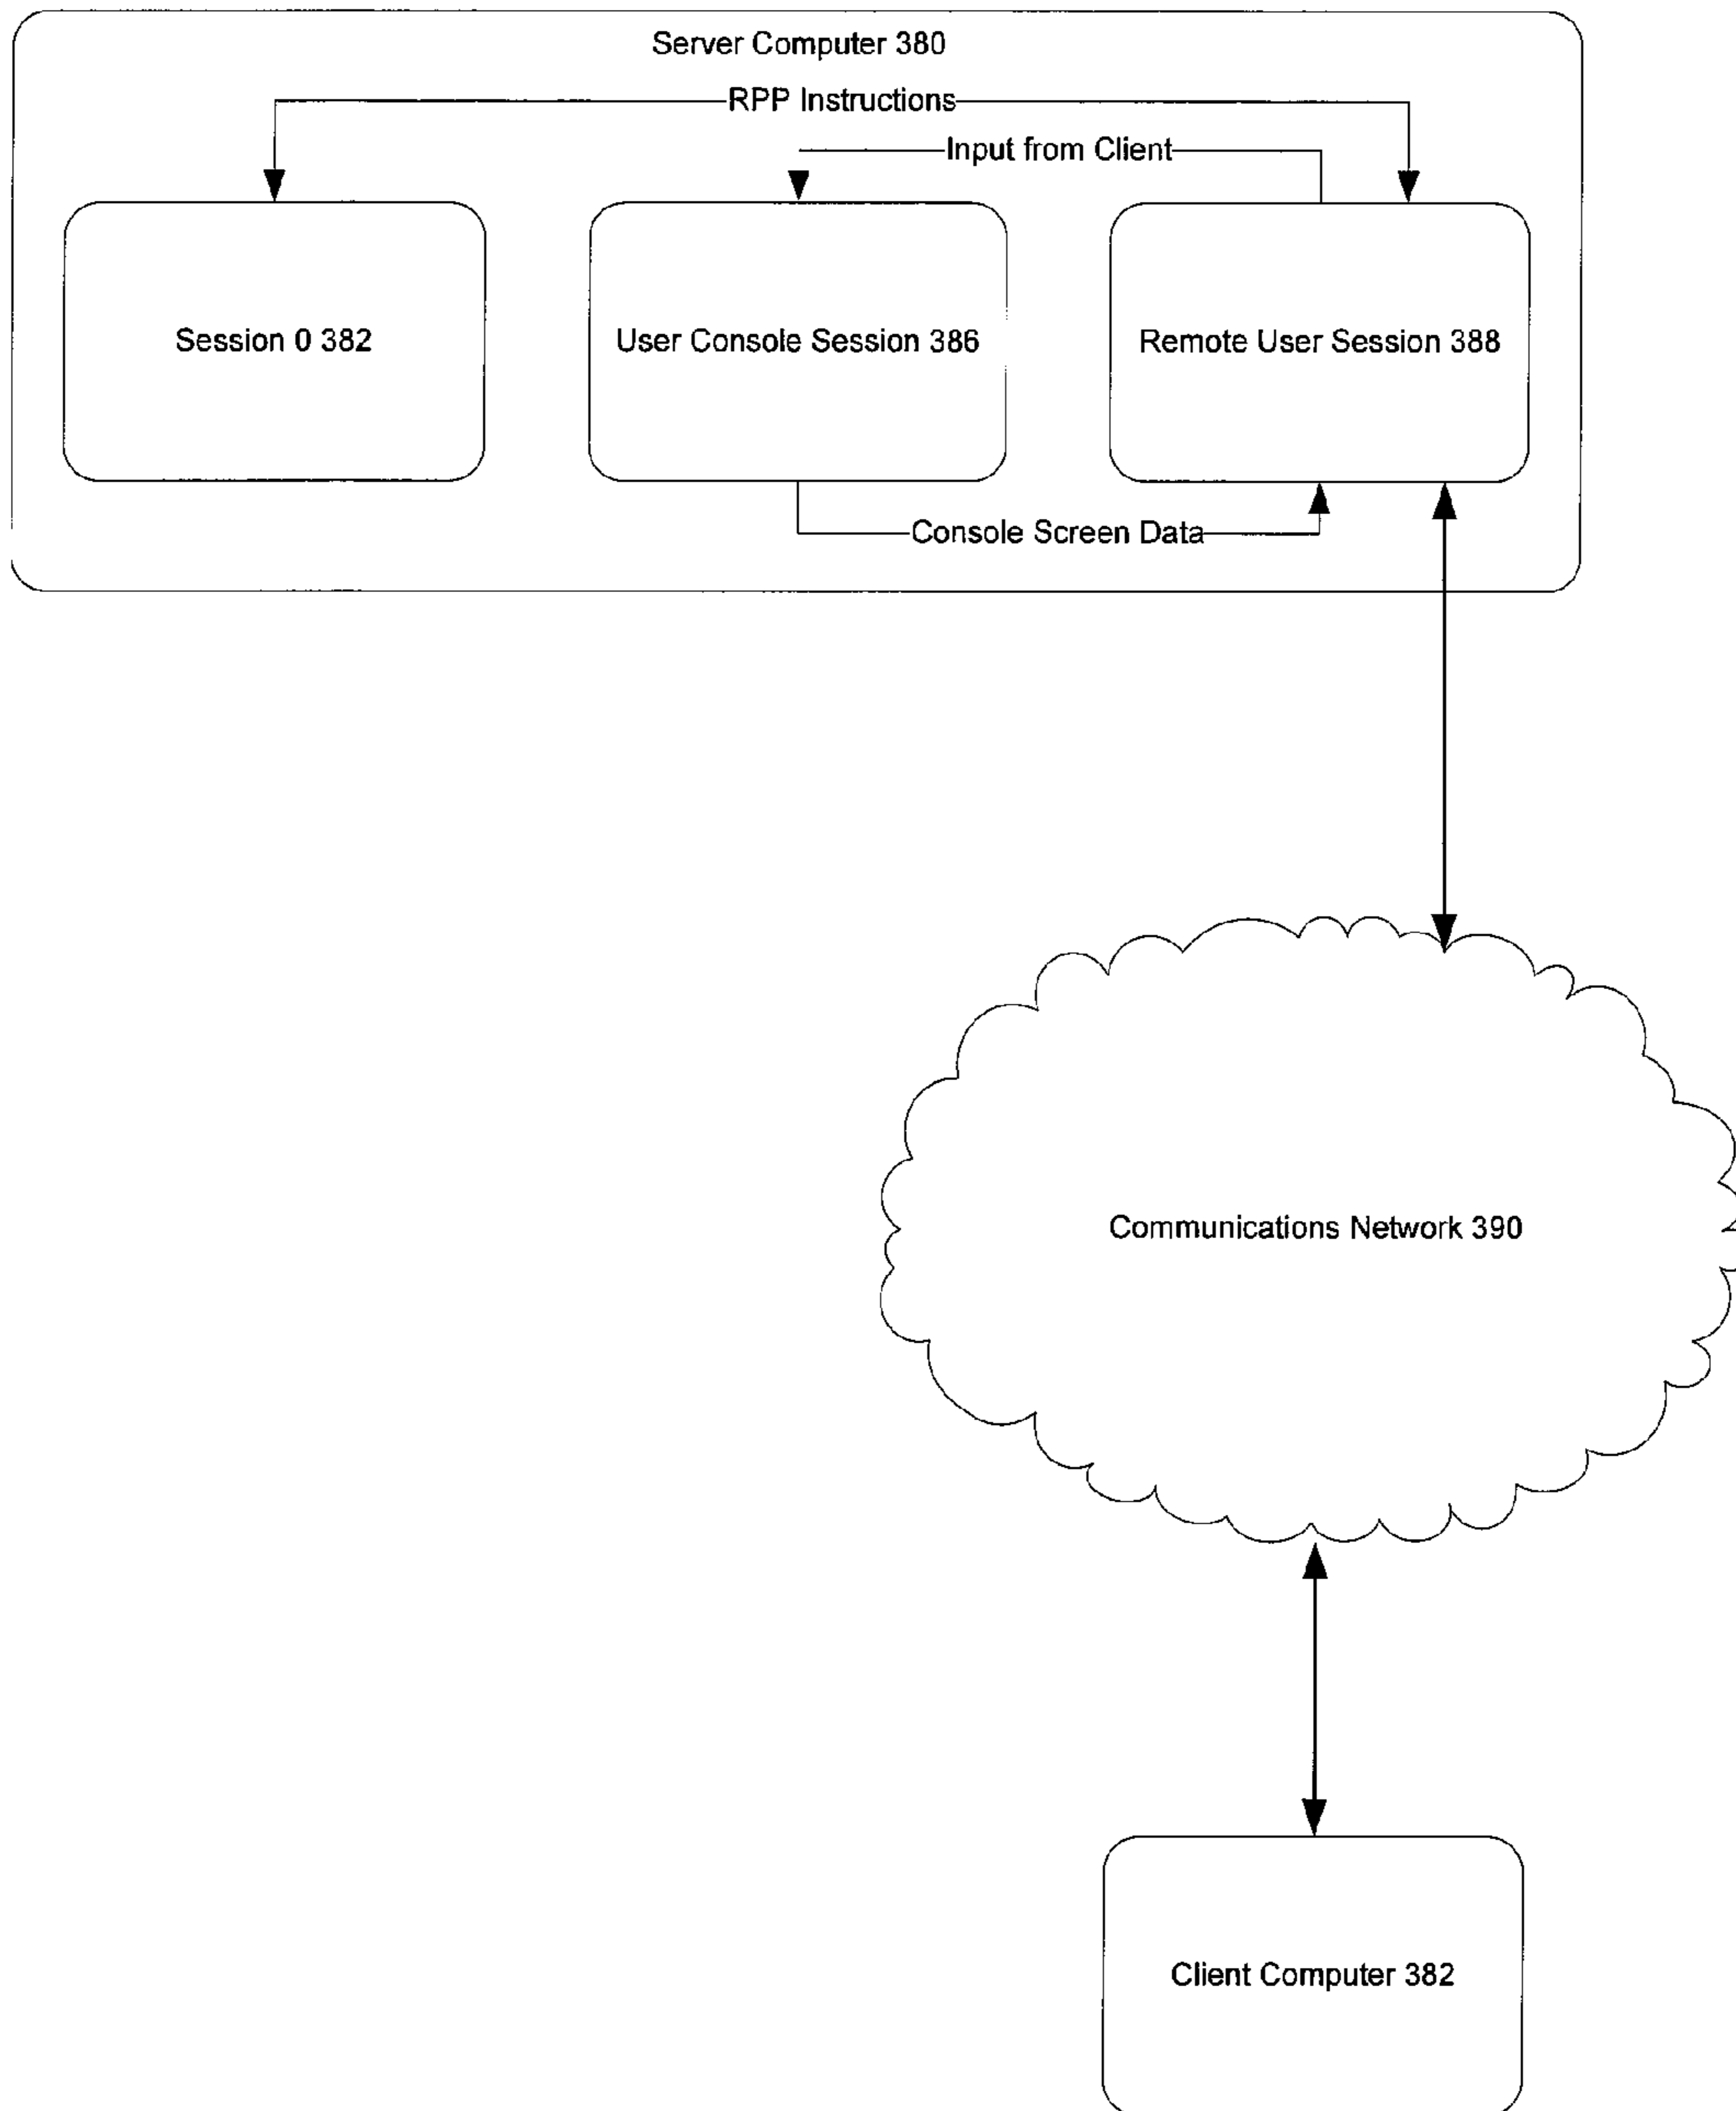 Server Computer 380
RPP Instructions
Input from Client
Session 0 382
User Console Session 386
Remote User Session 388
Console Screen Data
Communications Network 390
Client Computer 382